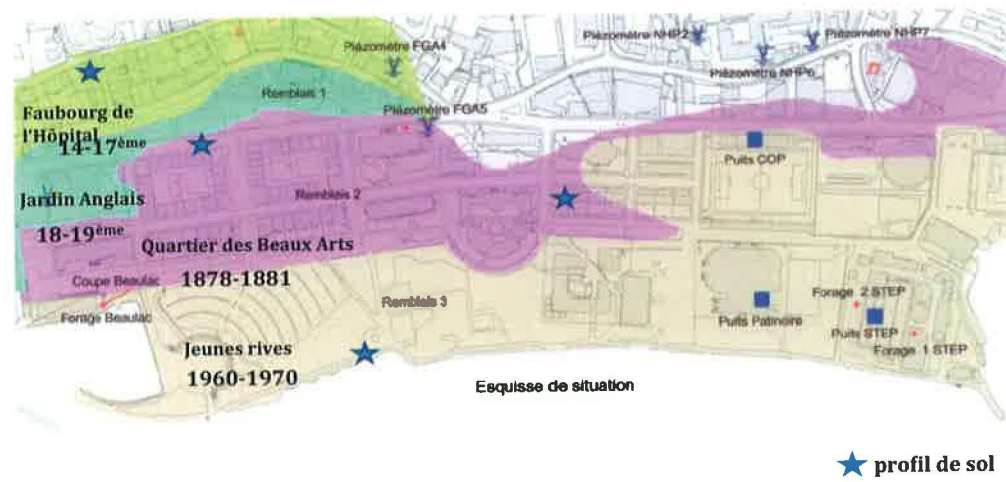 Piézomètre FGA4
Piézomètre NHP2
Piézomètre NHP7
Piézomètre NHP6
Remblais 1
Piézomètre FGA5
Faubourg de
l'Hôpital
14-17ème
Puits COP
Jardin Anglais
Remblais 2
18-19ème
Quartier des Beaux Arts
1878-1881
Coupe Beaulac
Forage Beaulac
Remblais 3
Forage 2 STEP
Puits Patinoire
Puits STEP
Forage 1 STEP
Jeunes rives
1960-1970
Esquisse de situation
profil de sol